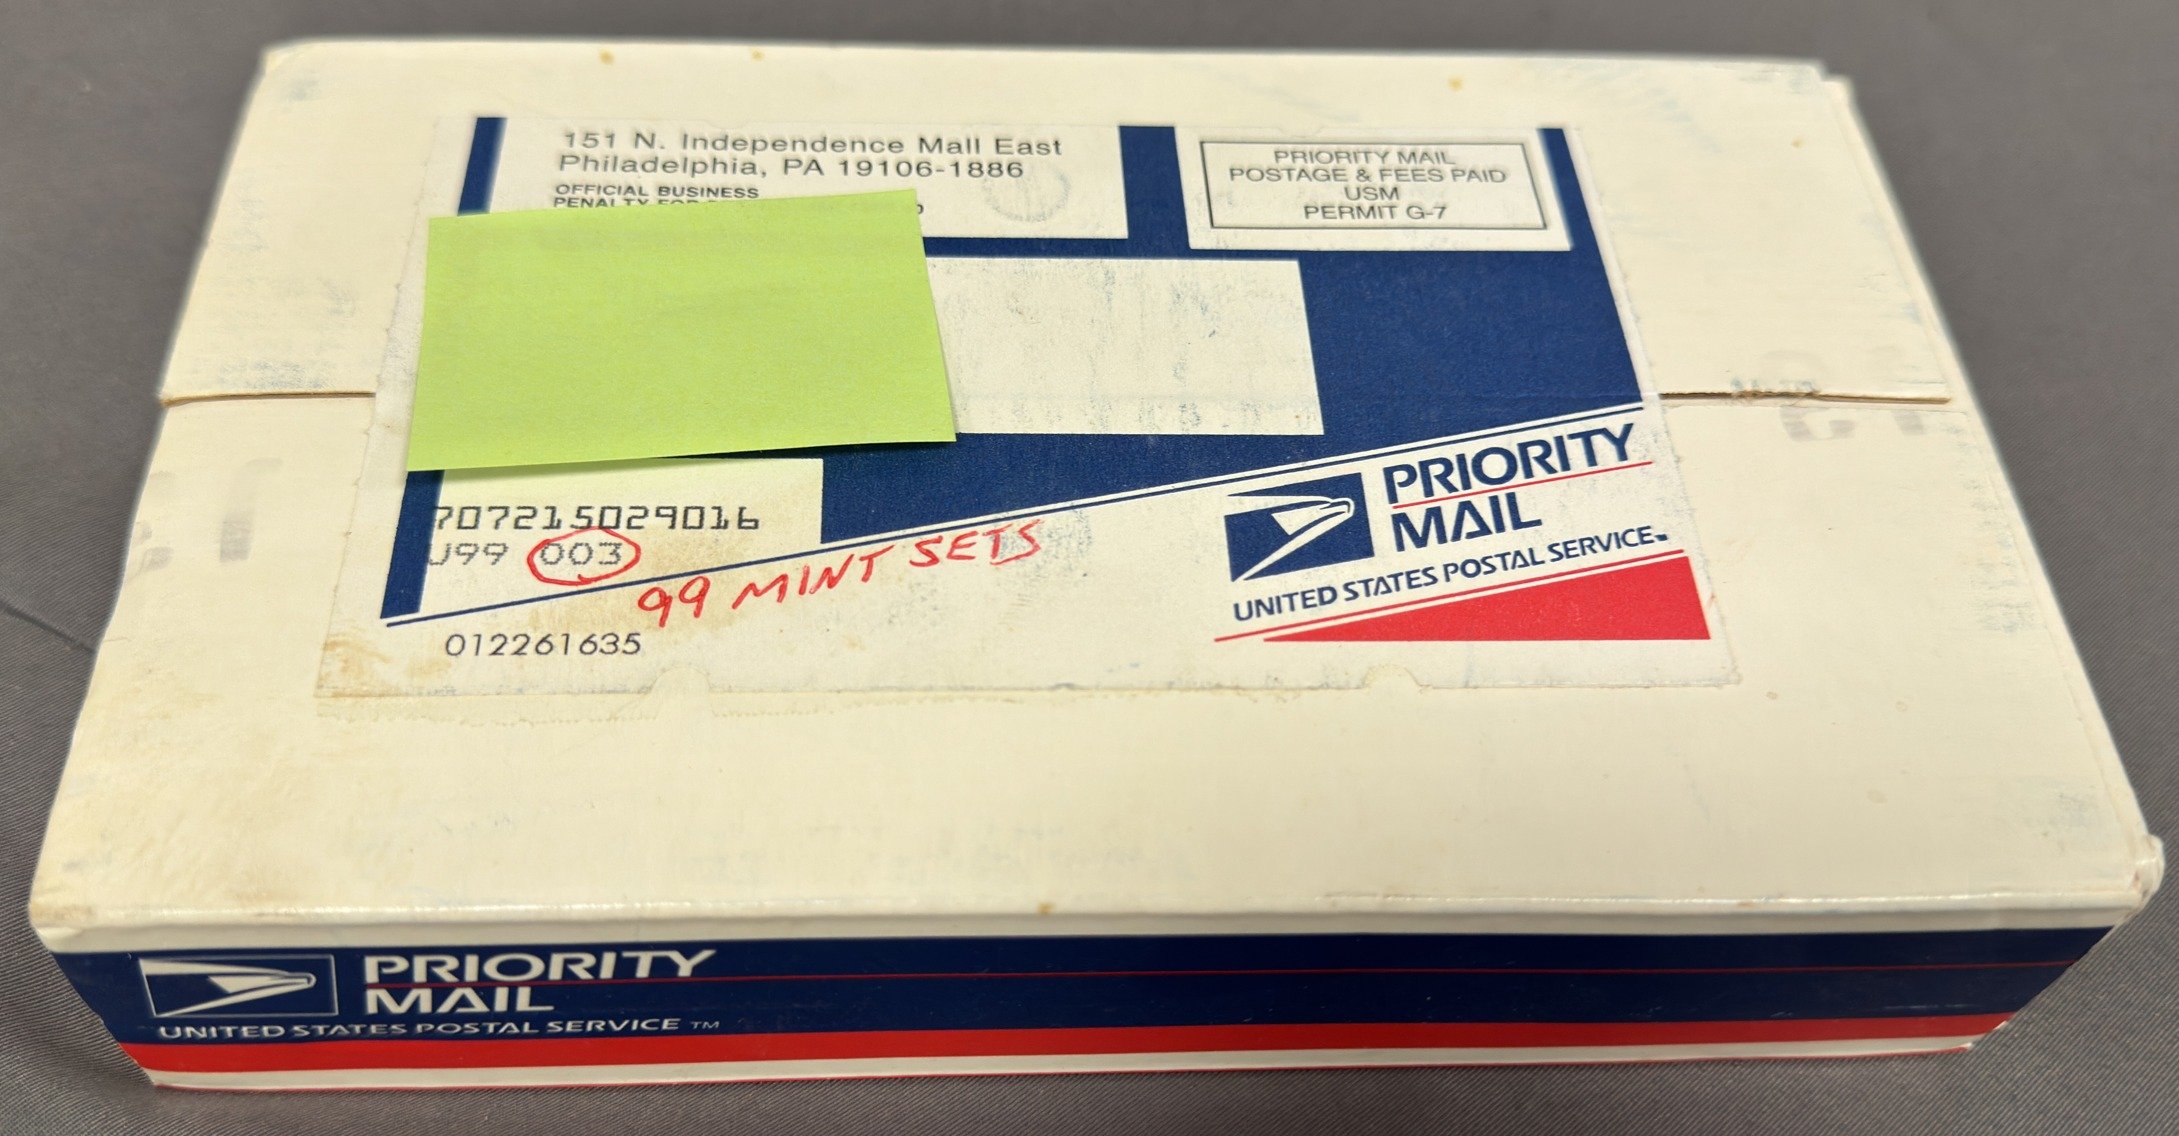 151 N. Independence Mall East
Philadelphia, PA 19106-1886
OFFICIAL BUSINESS
PENALTY FOR
PRIORITY MAIL
POSTAGE & FEES PAID
USM
PERMIT G-7
707215029016
U99 003
99 MINT SETS
012261635
PRIORITY
MAIL
UNITED STATES POSTAL SERVICE
PRIORITY
MAIL
UNITED STATES POSTAL SERVICE ™